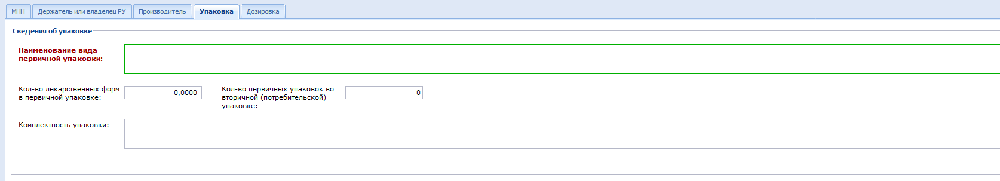 МНН Держатель или владелец РУ Производитель Упаковка Дозировка
Сведения об упаковке
Наименование вида
первичной упаковки:
Кол-во лекарственных форм
в первичной упаковке:
0,0000
Кол-во первичных упаковок во
вторичной (потребительской)
упаковке:
0
Комплектность упаковки: